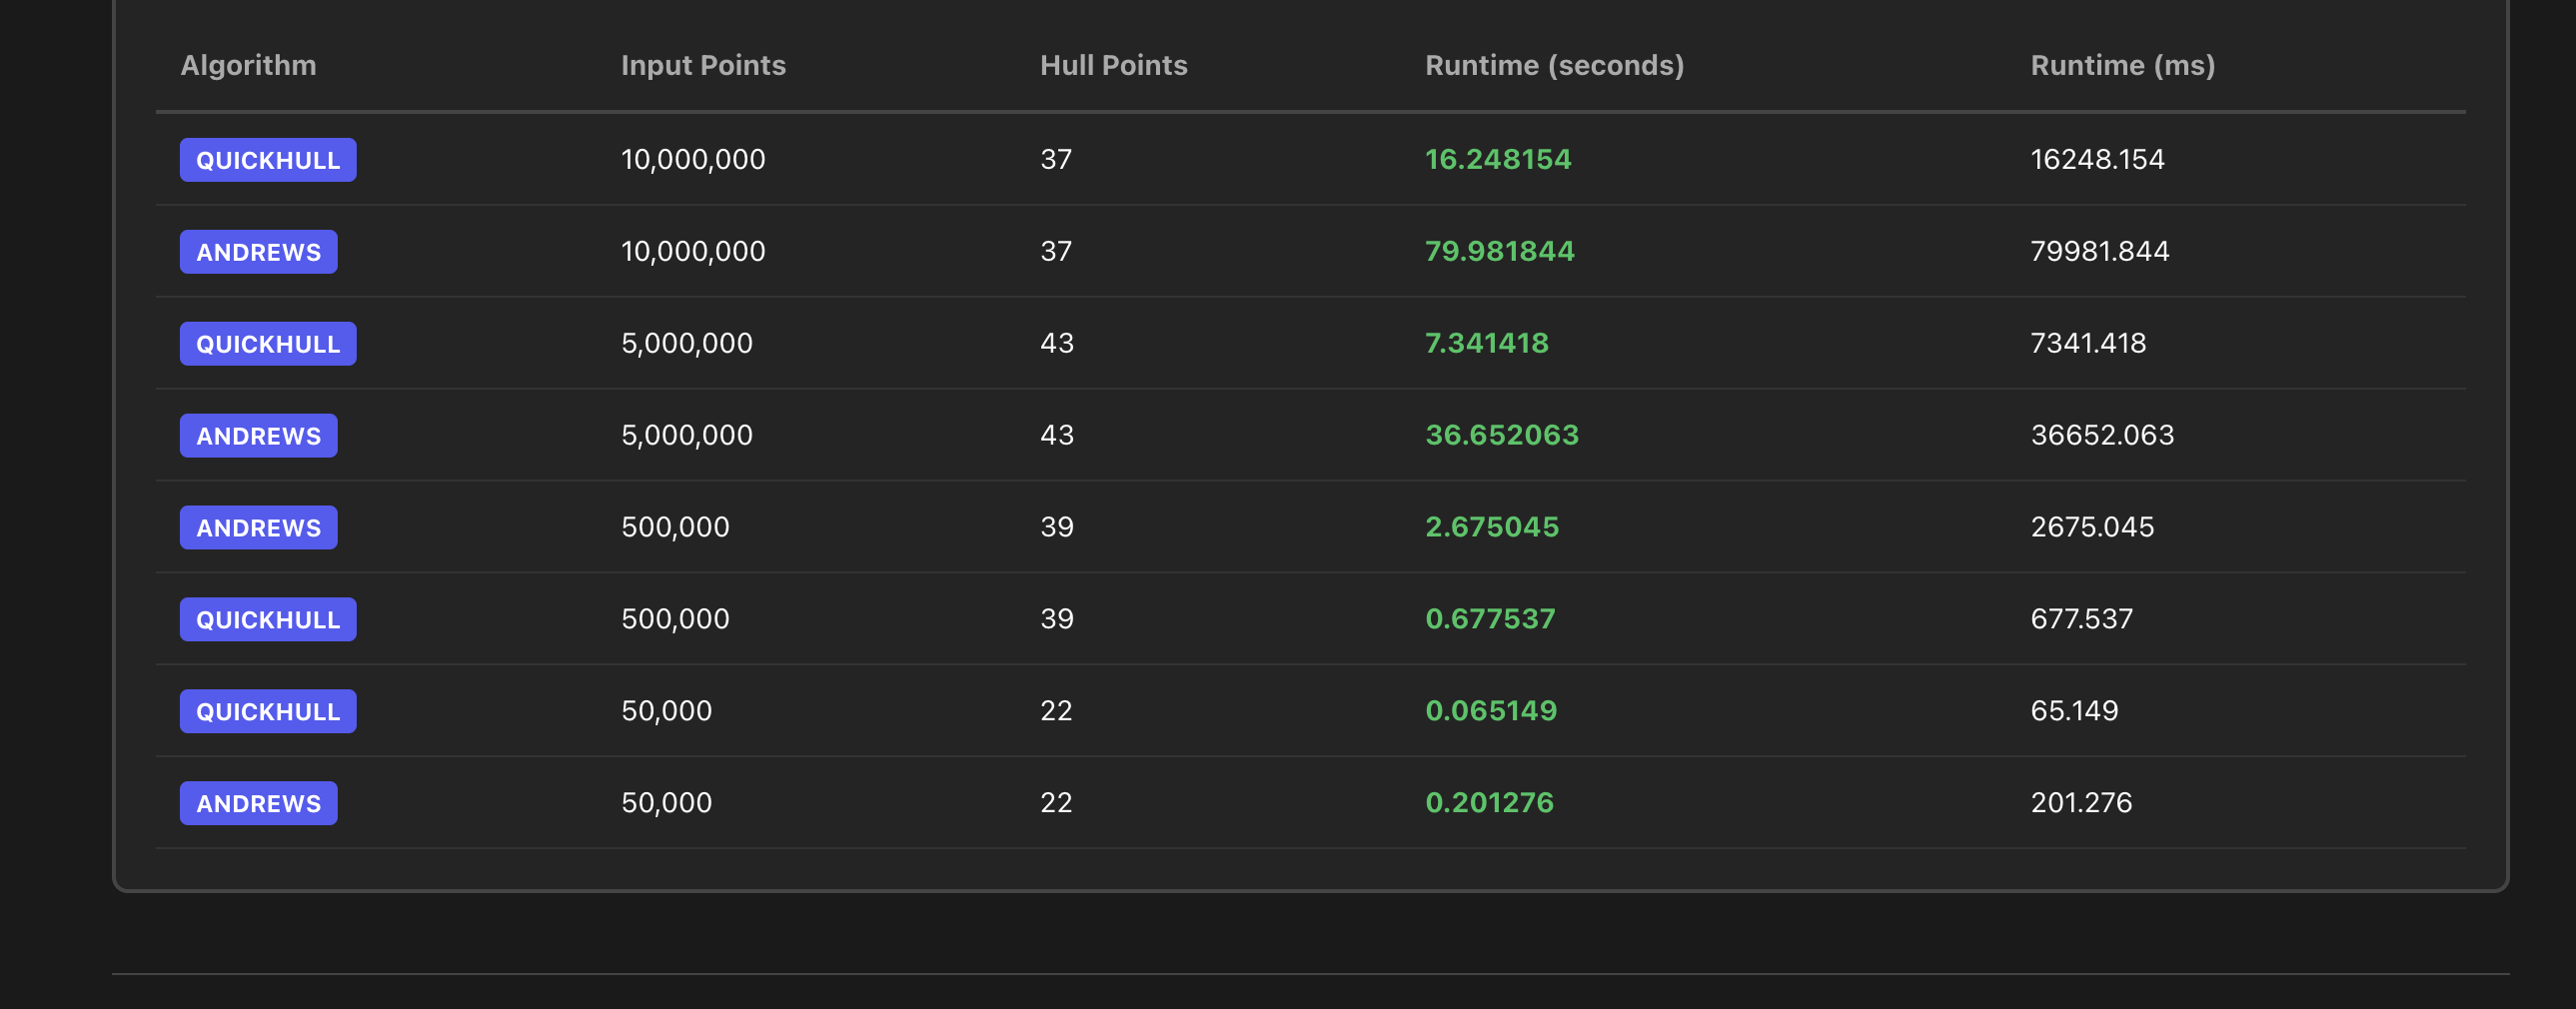 Algorithm Input Points Hull Points Runtime (seconds) Runtime (ms)
QUICKHULL 10,000,000 37 16.248154 16248.154
ANDREWS 10,000,000 37 79.981844 79981.844
QUICKHULL 5,000,000 43 7.341418 7341.418
ANDREWS 5,000,000 43 36.652063 36652.063
ANDREWS 500,000 39 2.675045 2675.045
QUICKHULL 500,000 39 0.677537 677.537
QUICKHULL 50,000 22 0.065149 65.149
ANDREWS 50,000 22 0.201276 201.276